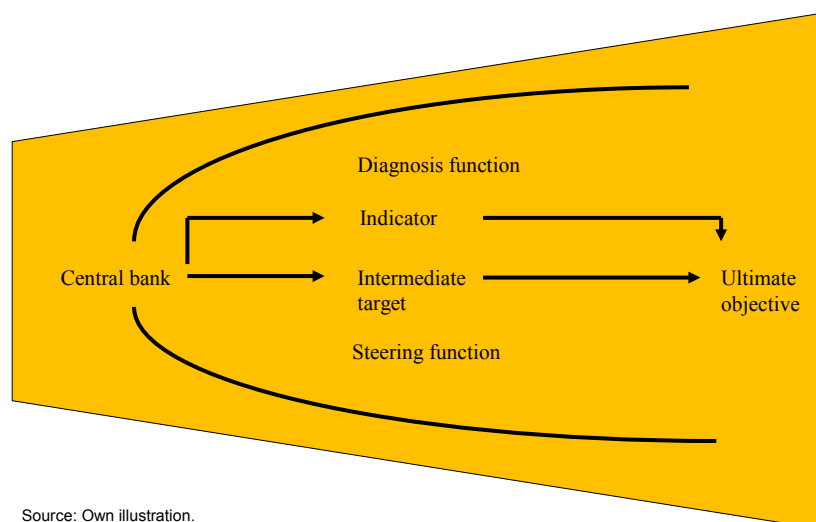 Diagnosis function
Indicator
Central bank
Intermediate
target
Ultimate
objective
Steering function
Source: Own illustration.